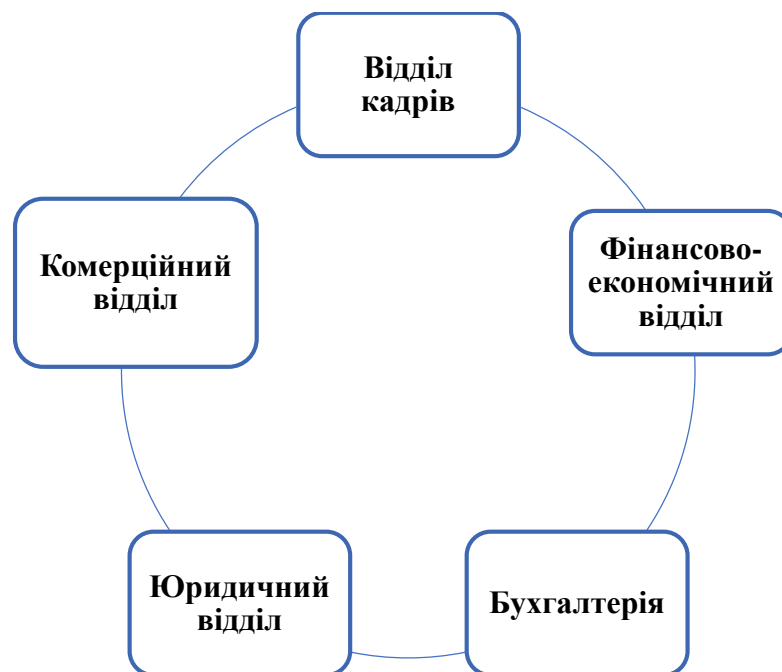 Відділ
кадрів
Фінансово-
економічний
відділ
Бухгалтерія
Юридичний
відділ
Комерційний
відділ